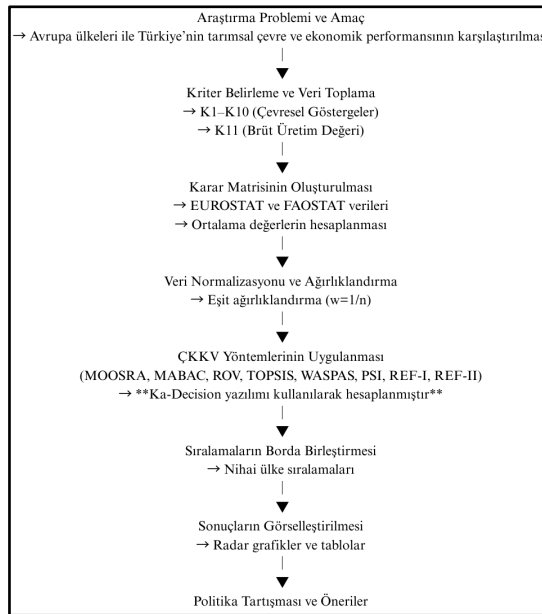 Araştırma Problemi ve Amaç
→ Avrupa ülkeleri ile Türkiye’nin tarımsal çevre ve ekonomik performansının karşılaştırılması
Kriter Belirleme ve Veri Toplama
→ K1–K10 (Çevresel Göstergeler)
→ K11 (Brüt Üretim Değeri)
Karar Matrisinin Oluşturulması
→ EUROSTAT ve FAOSTAT verileri
→ Ortalama değerlerin hesaplanması
Veri Normalizasyonu ve Ağırlıklandırma
→ Eşit ağırlıklandırma (w=1/n)
ÇKKV Yöntemlerinin Uygulanması
(MOOSRA, MABAC, ROV, TOPSIS, WASPAS, PSI, REF-I, REF-II)
→ **Ka-Decision yazılımı kullanılarak hesaplanmıştır**
Sıralamaların Borda Birleştirmesi
→ Nihai ülke sıralamaları
Sonuçların Görselleştirilmesi
→ Radar grafikler ve tablolar
Politika Tartışması ve Öneriler